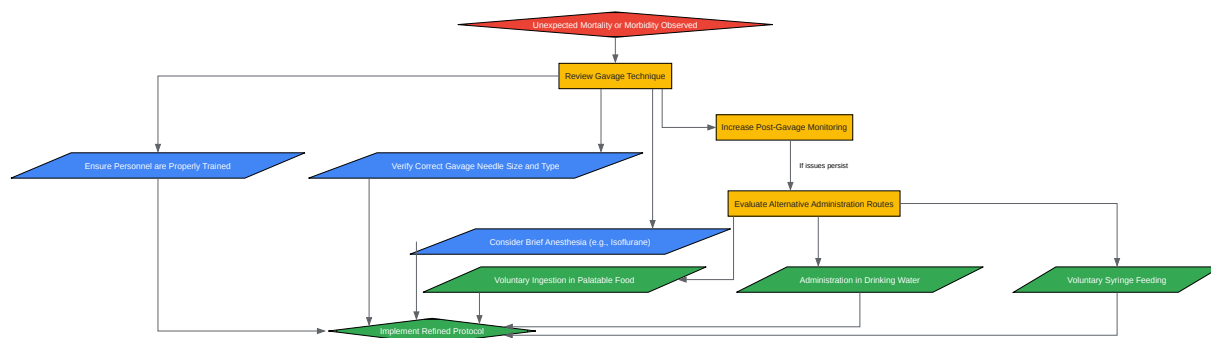 Unexpected Mortality or Morbidity Observed
Review Gavage Technique
Increase Post-Gavage Monitoring
Ensure Personnel are Properly Trained
Verify Correct Gavage Needle Size and Type
If issues persist
Evaluate Alternative Administration Routes
Consider Brief Anesthesia (e.g., Isoflurane)
Voluntary Ingestion in Palatable Food
Administration in Drinking Water
Voluntary Syringe Feeding
Implement Refined Protocol